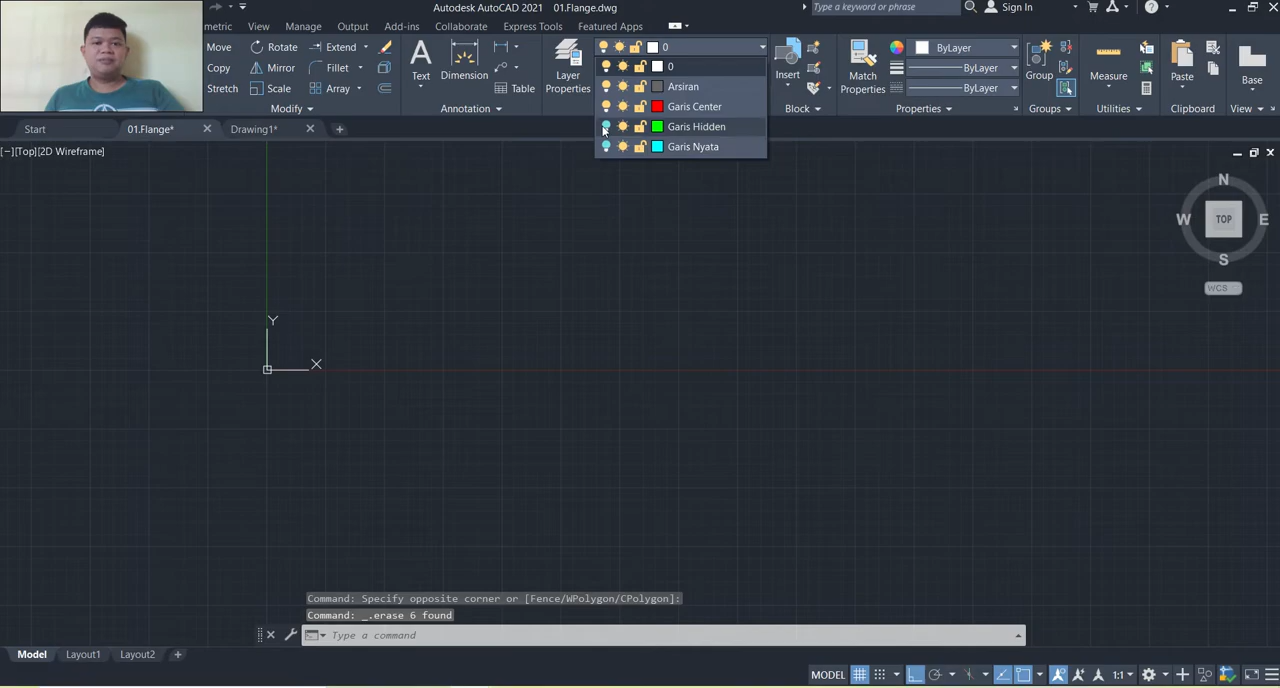 Autodesk AutoCAD 2021 01.Flange.dwg
Type a keyword or phrase
Sign In
metric View Manage Output Add-ins Collaborate Express Tools Featured Apps
Move Rotate Extend
Copy Mirror Fillet
Stretch Scale Array
Modify
Text
Dimension
Table
Annotation
Layer
Properties
0
0
Arsiran
Garis Center
Garis Hidden
Garis Nyata
Insert
Block
Match
Properties
ByLayer
ByLayer
ByLayer
Properties
Group
Groups
Measure
Utilities
Paste
Clipboard
Base
View
Start 01.Flange* Drawing1*
[−][Top][2D Wireframe]
N
W TOP E
S
WCS
Y
X
Command: Specify opposite corner or [Fence/WPolygon/CPolygon]:
Command: _.erase 6 found
Type a command
Model Layout1 Layout2
MODEL 1:1